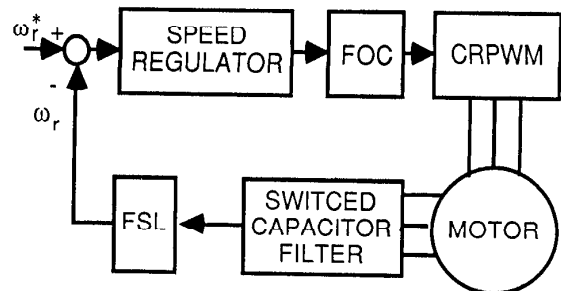 ω*r +
SPEED
REGULATOR
FOC
CRPWM
-
ωr
FSL
SWITCED
CAPACITOR
FILTER
MOTOR